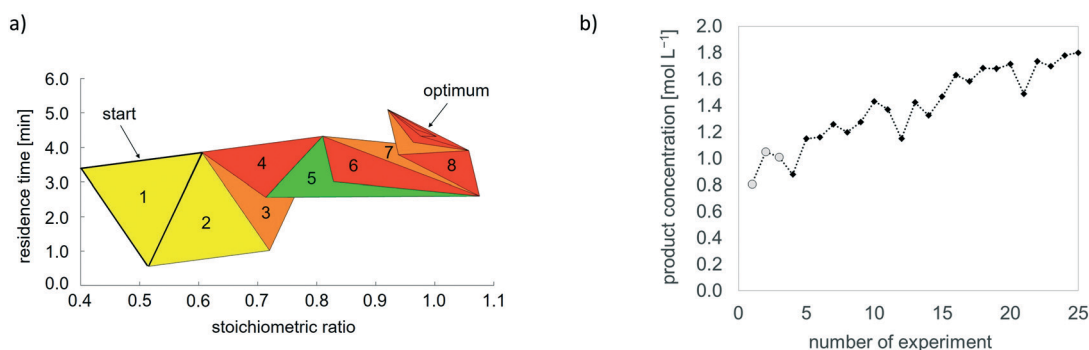 a)
residence time [min]
6.0
5.0
4.0
3.0
2.0
1.0
0.0
0.4 0.5 0.6 0.7 0.8 0.9 1.0 1.1
stoichiometric ratio
start
optimum
1
2
3
4
5
6
7
8
b)
product concentration [mol L⁻¹]
2.0
1.8
1.6
1.4
1.2
1.0
0.8
0.6
0.4
0.2
0.0
0 5 10 15 20 25
number of experiment